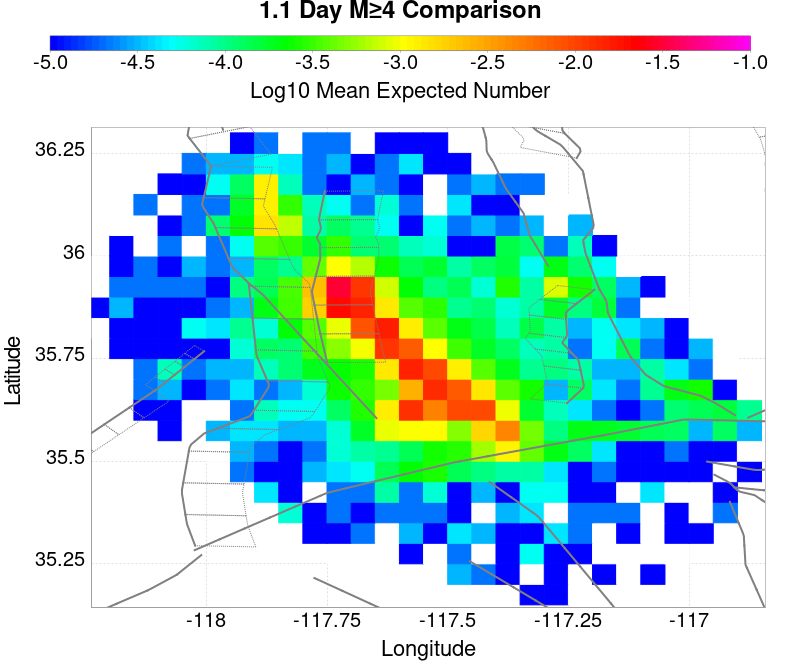 1.1 Day M≥4 Comparison
-5.0 -4.5 -4.0 -3.5 -3.0 -2.5 -2.0 -1.5 -1.0
Log10 Mean Expected Number
36.25
36
35.75
35.5
35.25
Latitude
-118 -117.75 -117.5 -117.25 -117
Longitude